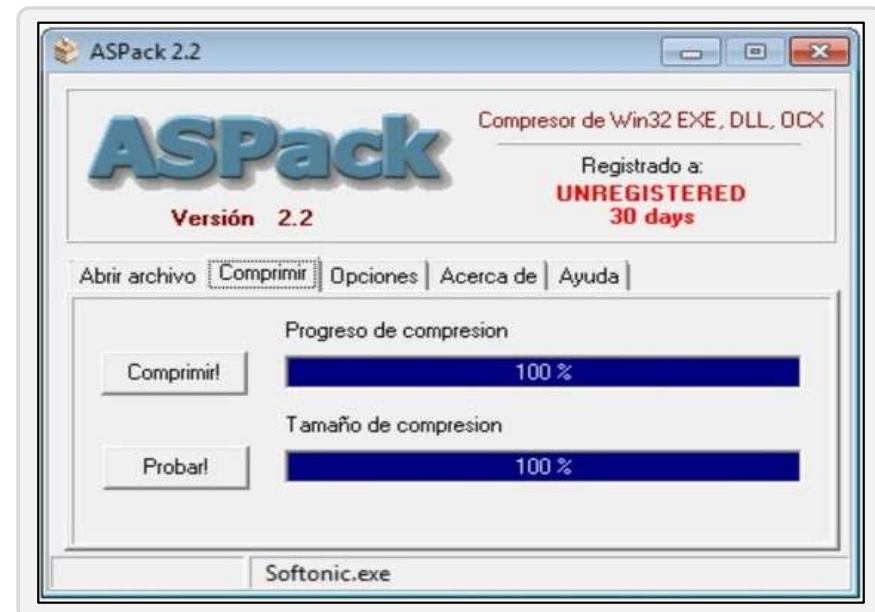 ASPack 2.2
ASPack
Compresor de Win32 EXE, DLL, OCX
Registrado a:
UNREGISTERED
30 days
Versión 2.2
Abrir archivo Comprimir Opciones Acerca de Ayuda
Progreso de compresion
Comprimir! 100 %
Tamaño de compresion
Probar! 100 %
Softonic.exe